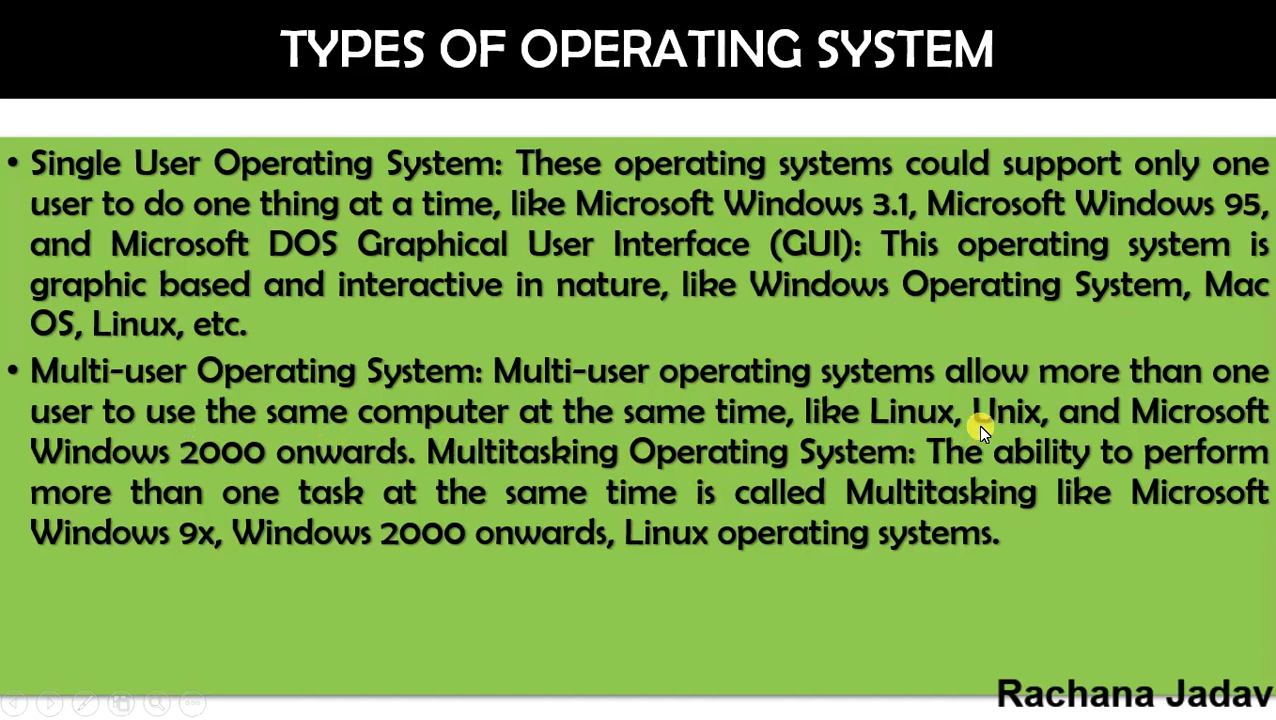 TYPES OF OPERATING SYSTEM
• Single User Operating System: These operating systems could support only one
user to do one thing at a time, like Microsoft Windows 3.1, Microsoft Windows 95,
and Microsoft DOS Graphical User Interface (GUI): This operating system is
graphic based and interactive in nature, like Windows Operating System, Mac
OS, Linux, etc.
• Multi-user Operating System: Multi-user operating systems allow more than one
user to use the same computer at the same time, like Linux, Unix, and Microsoft
Windows 2000 onwards. Multitasking Operating System: The ability to perform
more than one task at the same time is called Multitasking like Microsoft
Windows 9x, Windows 2000 onwards, Linux operating systems.
Rachana Jadav